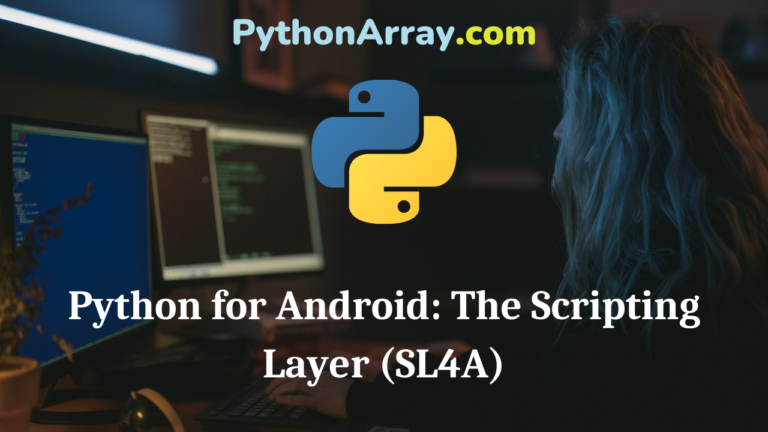 PythonArray.com
Python for Android: The Scripting
Layer (SL4A)